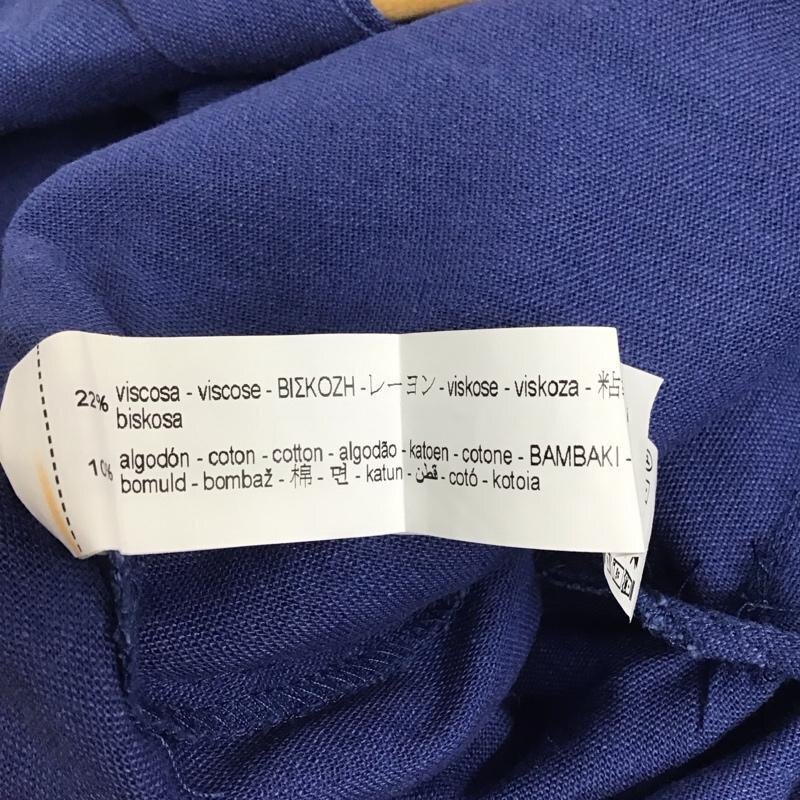 22% viscosa - viscose - ΒΙΣΚΟΖΗ - レーヨン - viskose - viskoza - 粘
biskosa
10% algodón - coton - cotton - algodão - katoen - cotone - BAMBAKI -
bomuld - bombaž - 棉 - 면 - katun - قطن - cotó - kotoia